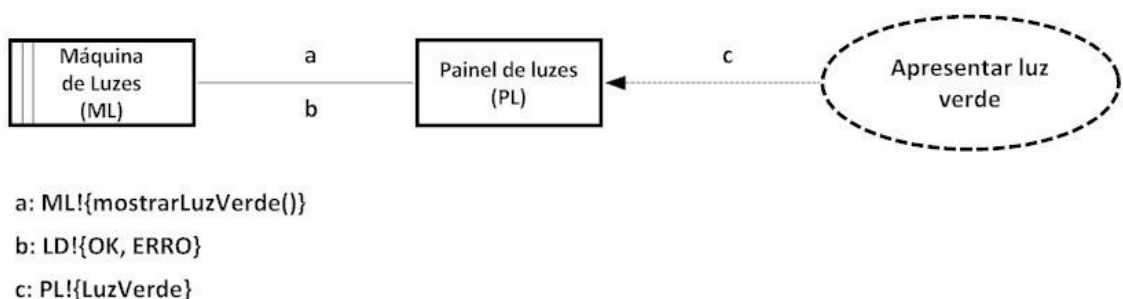 Máquina
de Luzes
(ML)
a
b
Painel de luzes
(PL)
c
Apresentar luz
verde
a: ML!{mostrarLuzVerde()}
b: LD!{OK, ERRO}
c: PL!{LuzVerde}